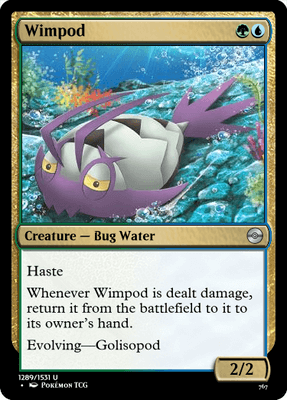 Wimpod
Creature — Bug Water
Haste
Whenever Wimpod is dealt damage,
return it from the battlefield to it to
its owner's hand.
Evolving—Golisopod
2/2
1289/1531 U
• Pokémon TCG
767